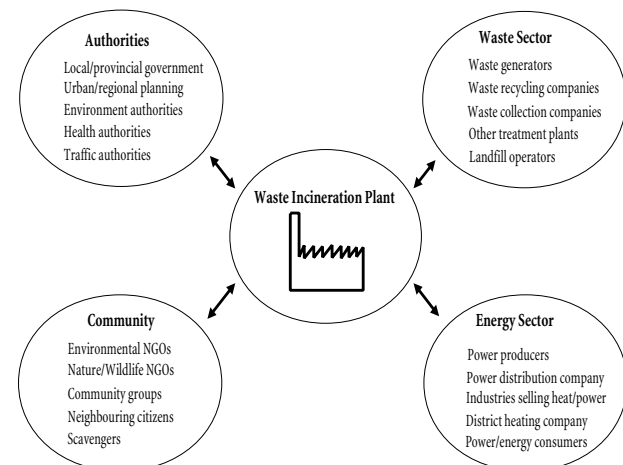 Authorities
Local/provincial government
Urban/regional planning
Environment authorities
Health authorities
Traffic authorities
Waste Sector
Waste generators
Waste recycling companies
Waste collection companies
Other treatment plants
Landfill operators
Waste Incineration Plant
Community
Environmental NGOs
Nature/Wildlife NGOs
Community groups
Neighbouring citizens
Scavengers
Energy Sector
Power producers
Power distribution company
Industries selling heat/power
District heating company
Power/energy consumers